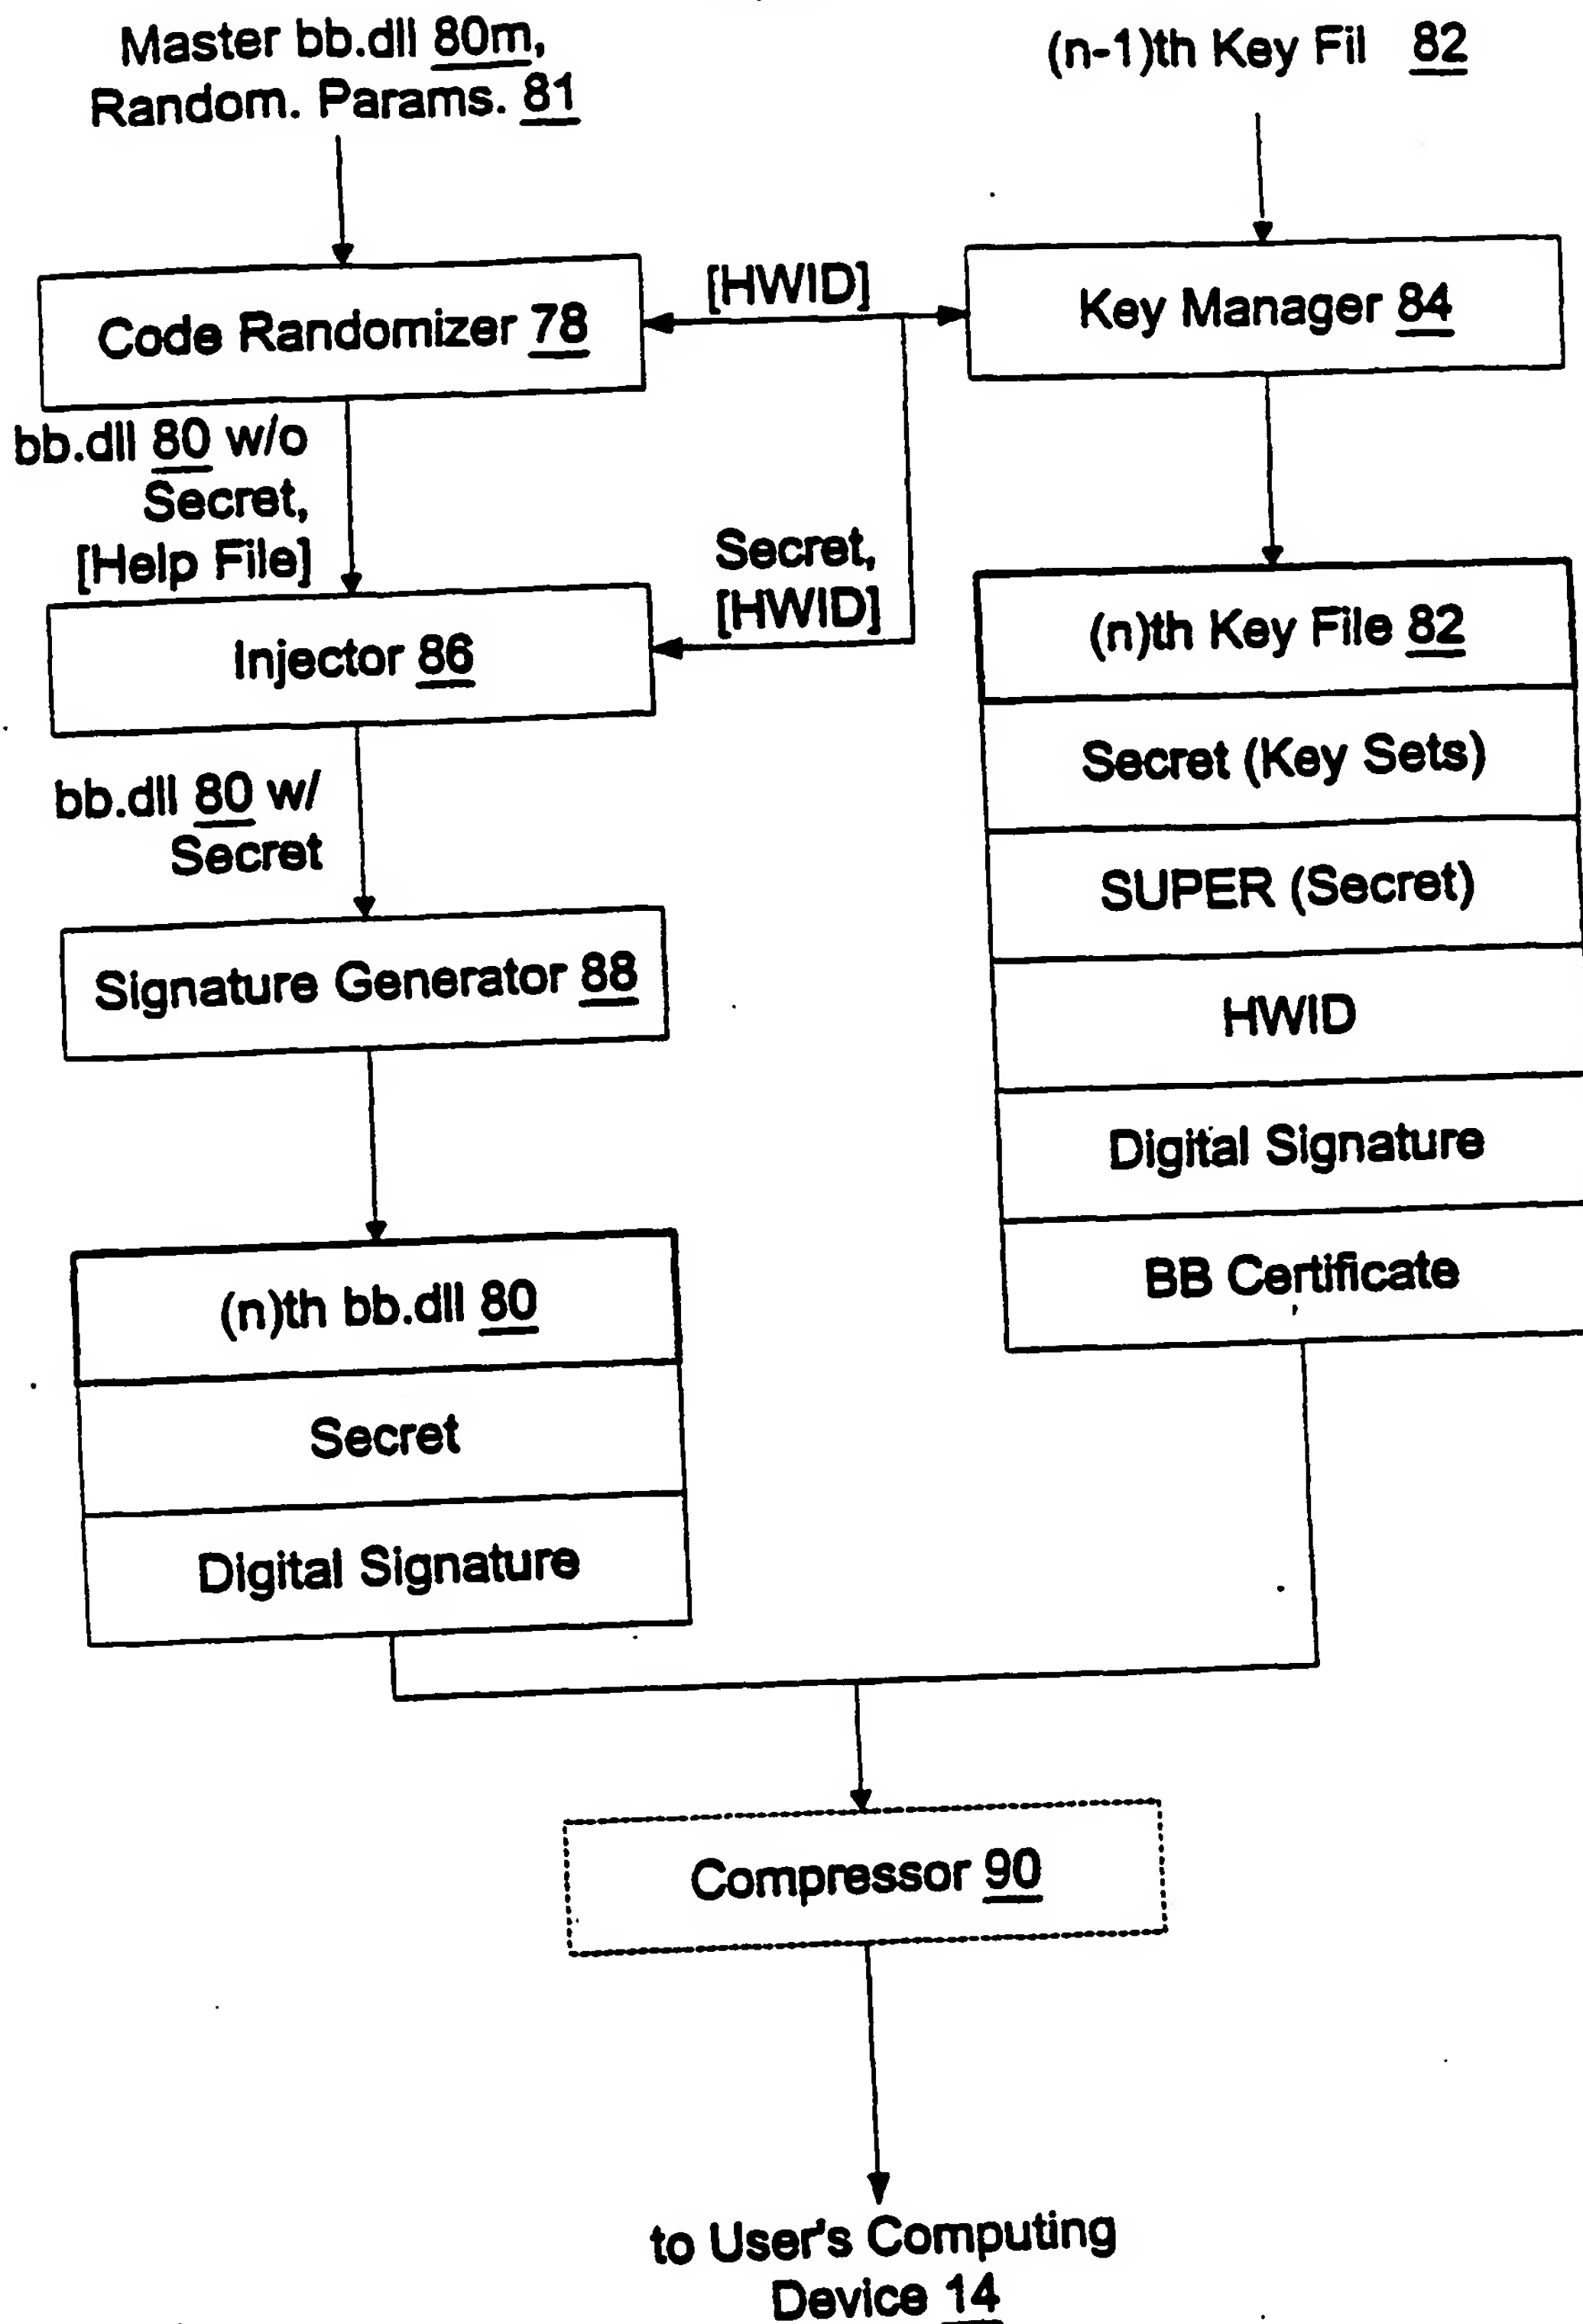 Master bb.dll 80m,
Random. Params. 81
(n-1)th Key Fil 82
Code Randomizer 78
[HWID]
Key Manager 84
bb.dll 80 w/o
Secret,
[Help File]
Secret,
[HWID]
Injector 86
(n)th Key File 82
Secret (Key Sets)
SUPER (Secret)
HWID
Digital Signature
BB Certificate
bb.dll 80 w/
Secret
Signature Generator 88
(n)th bb.dll 80
Secret
Digital Signature
Compressor 90
to User's Computing
Device 14